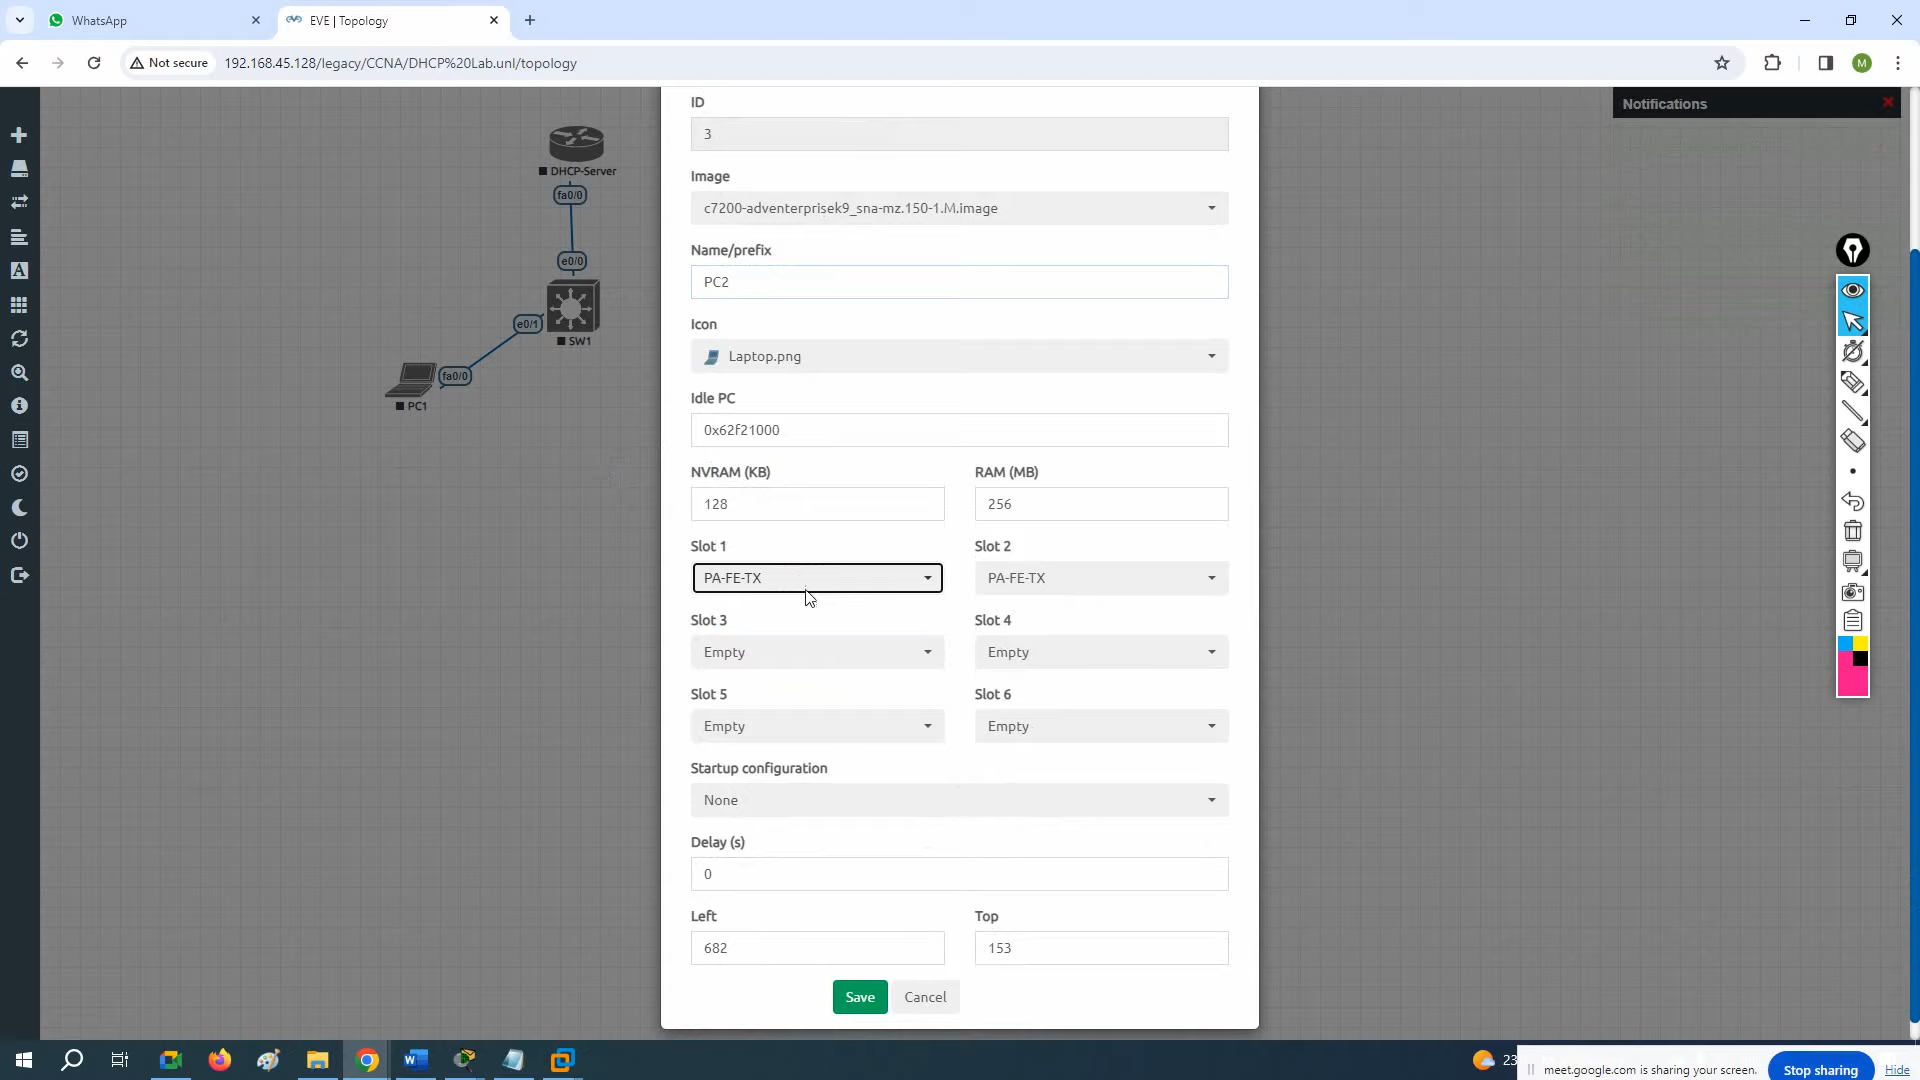 WhatsApp
EVE | Topology
Not secure
192.168.45.128/legacy/CCNA/DHCP%20Lab.unl/topology
M
Notifications
DHCP-Server
fa0/0
e0/0
e0/1
SW1
fa0/0
PC1
ID
3
Image
c7200-adventerprisek9_sna-mz.150-1.M.image
Name/prefix
PC2
Icon
Laptop.png
Idle PC
0x62f21000
NVRAM (KB)
RAM (MB)
128
256
Slot 1
Slot 2
PA-FE-TX
PA-FE-TX
Slot 3
Slot 4
Empty
Empty
Slot 5
Slot 6
Empty
Empty
Startup configuration
None
Delay (s)
0
Left
Top
682
153
Save
Cancel
23
meet.google.com is sharing your screen.
Stop sharing
Hide